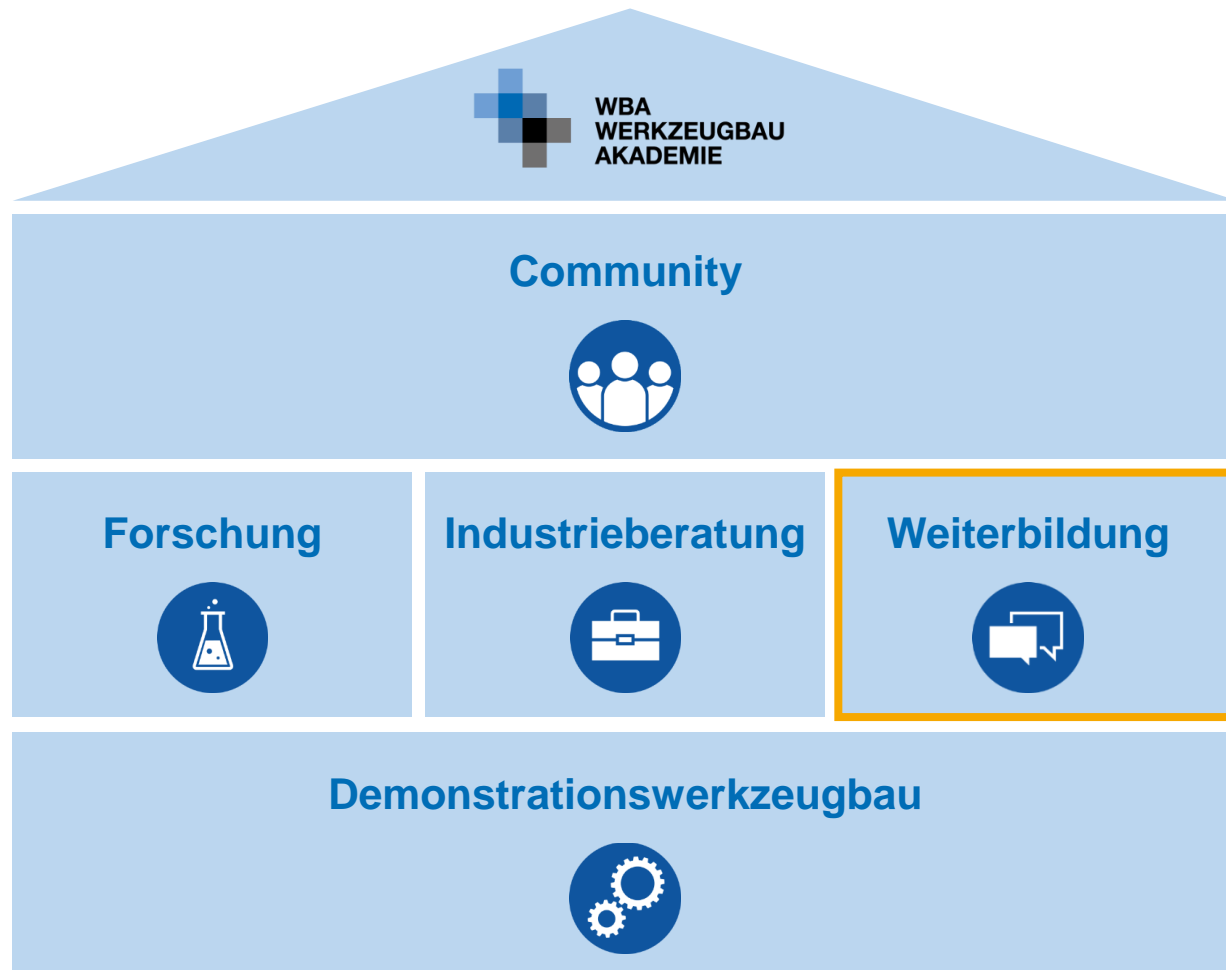 WBA
WERKZEUGBAU
AKADEMIE
Community
Forschung
Industrieberatung
Weiterbildung
Demonstrationswerkzeugbau